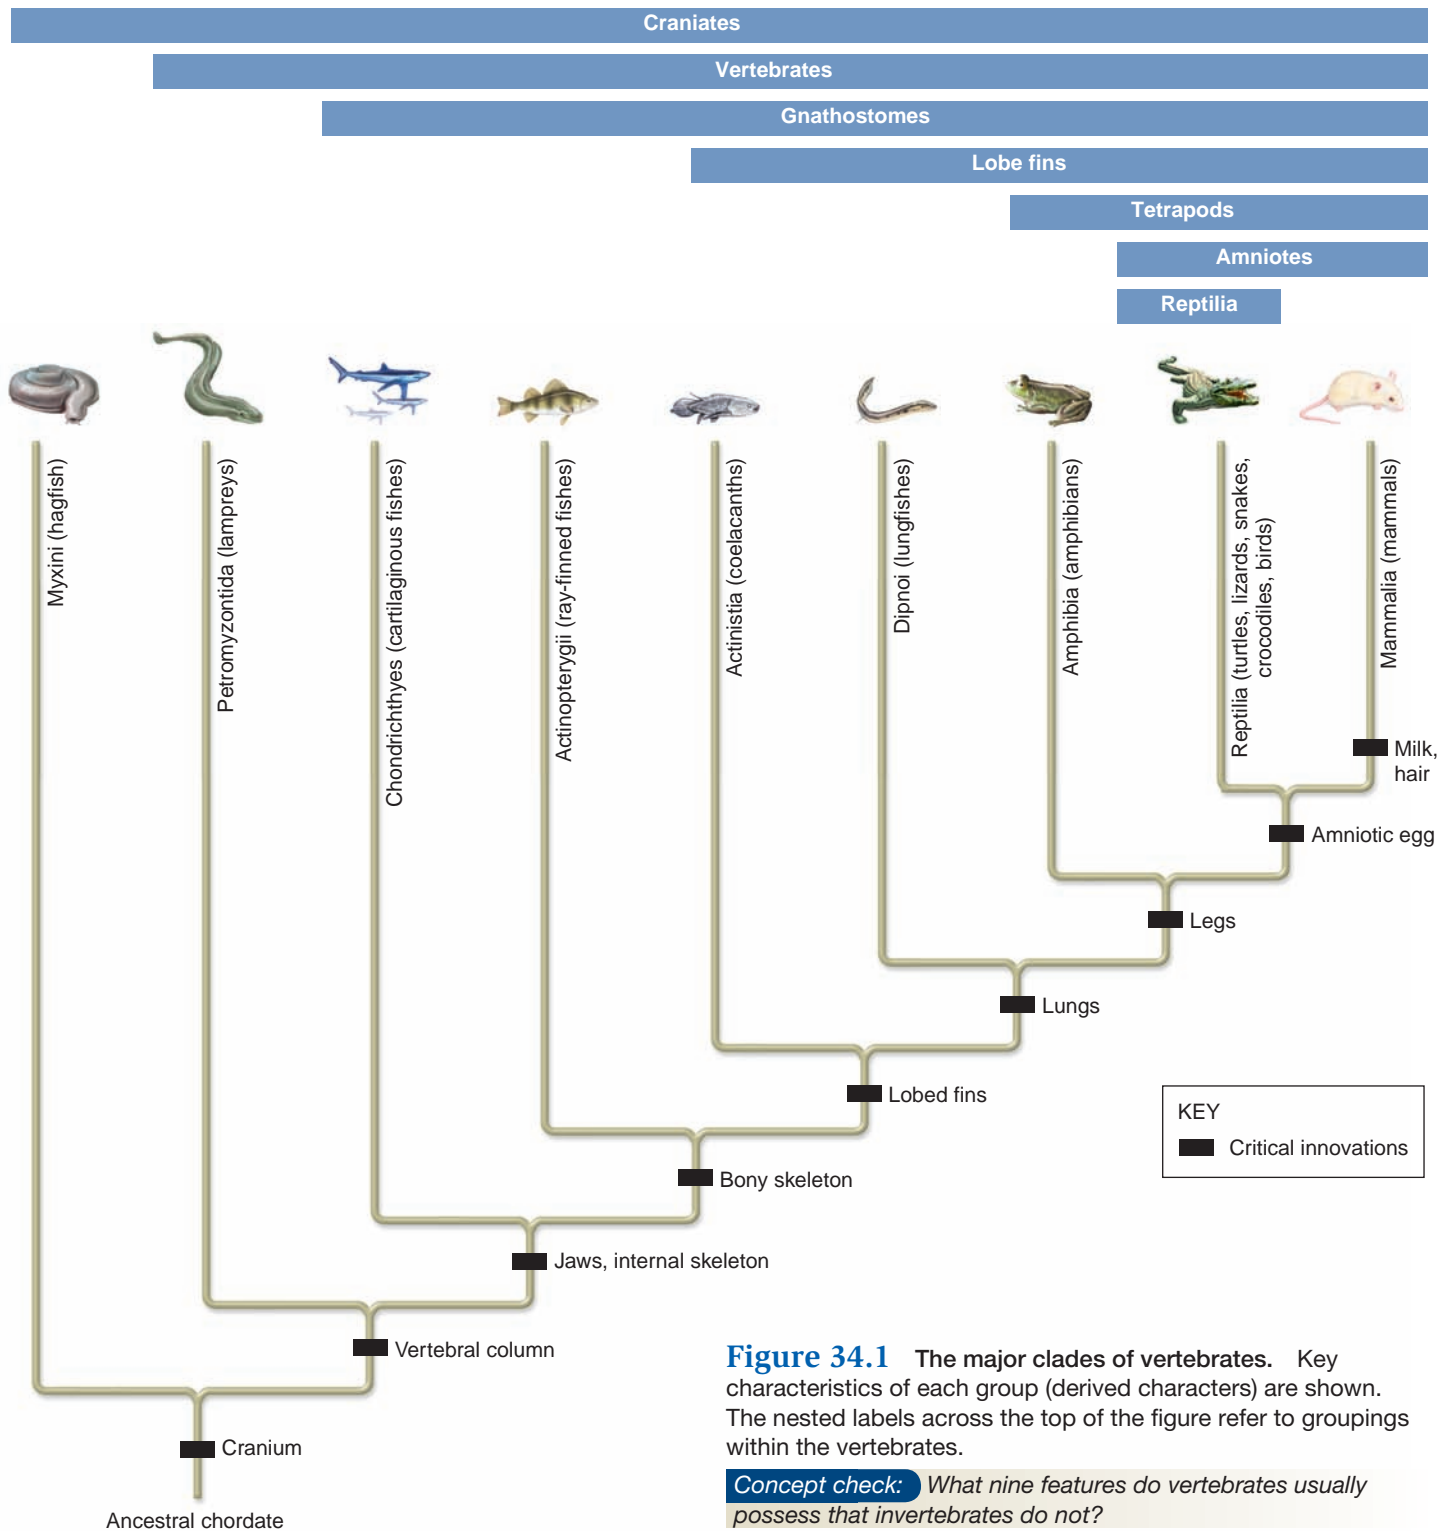 Craniates
Vertebrates
Gnathostomes
Lobe fins
Tetrapods
Amniotes
Reptilia
Myxini (hagfish)
Petromyzontida (lampreys)
Chondrichthyes (cartilaginous fishes)
Actinopterygii (ray-finned fishes)
Actinistia (coelacanths)
Dipnoi (lungfishes)
Amphibia (amphibians)
Reptilia (turtles, lizards, snakes,
crocodiles, birds)
Mammalia (mammals)
Milk,
hair
Amniotic egg
Legs
Lungs
Lobed fins
Bony skeleton
Jaws, internal skeleton
Vertebral column
Cranium
Ancestral chordate
KEY
Critical innovations
Figure 34.1 The major clades of vertebrates. Key
characteristics of each group (derived characters) are shown.
The nested labels across the top of the figure refer to groupings
within the vertebrates.
Concept check: What nine features do vertebrates usually
possess that invertebrates do not?